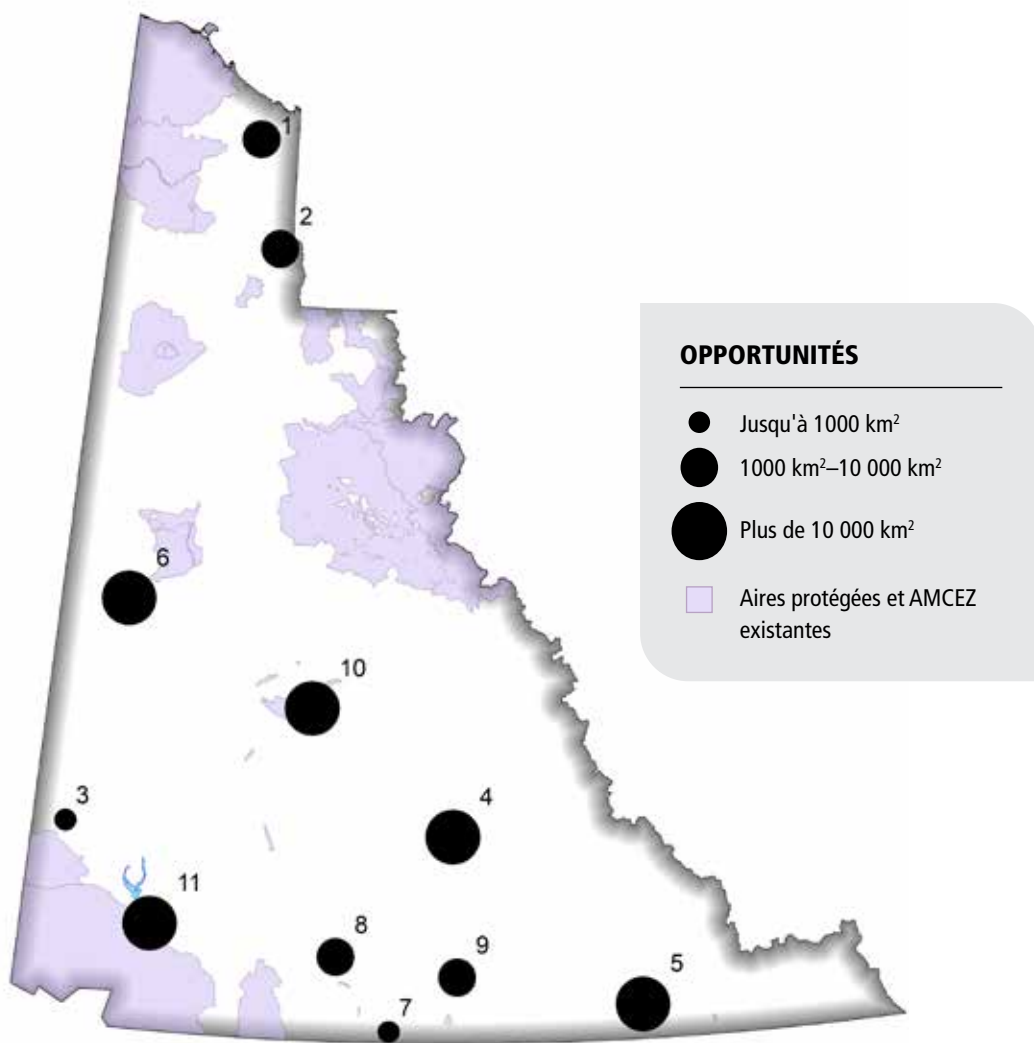 1
2
OPPORTUNITÉS
Jusqu'à 1000 km²
1000 km²–10 000 km²
Plus de 10 000 km²
Aires protégées et AMCEZ
existantes
6
10
3
4
11
8
9
5
7